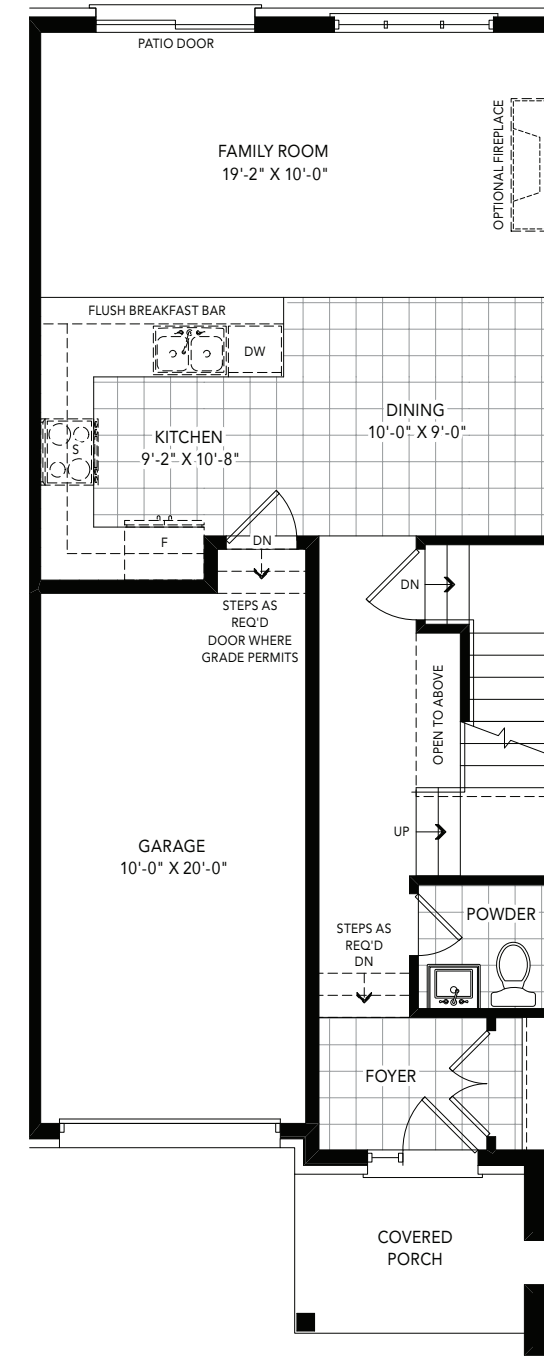 PATIO DOOR
FAMILY ROOM
19'-2" X 10'-0"
OPTIONAL FIREPLACE
FLUSH BREAKFAST BAR
DW
DINING
10'-0" X 9'-0"
KITCHEN
9'-2" X 10'-8"
S
F
DN
DN
STEPS AS
REQ'D
DOOR WHERE
GRADE PERMITS
OPEN TO ABOVE
UP
GARAGE
10'-0" X 20'-0"
POWDER
STEPS AS
REQ'D
DN
FOYER
COVERED
PORCH